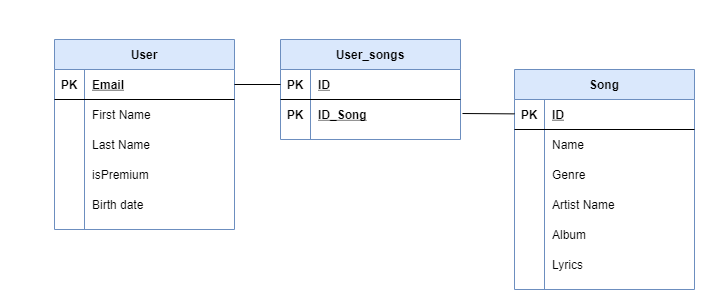 User
PK Email
First Name
Last Name
isPremium
Birth date
User_songs
PK ID
PK ID_Song
Song
PK ID
Name
Genre
Artist Name
Album
Lyrics